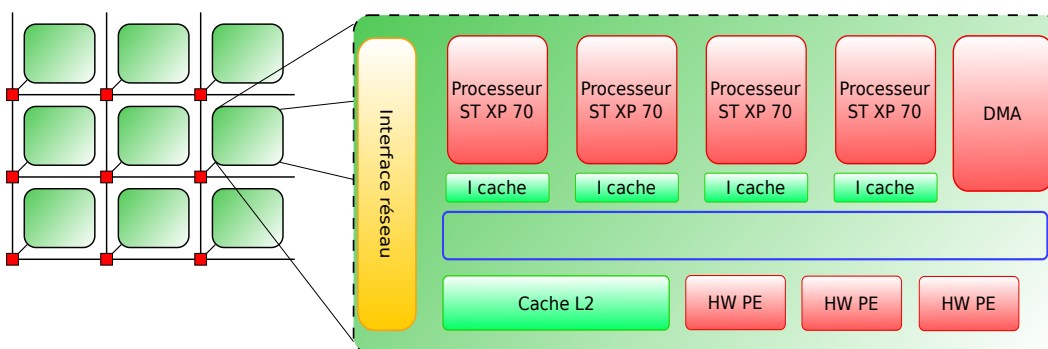 Interface réseau
Processeur
ST XP 70
Processeur
ST XP 70
Processeur
ST XP 70
Processeur
ST XP 70
DMA
I cache
I cache
I cache
I cache
Cache L2
HW PE
HW PE
HW PE